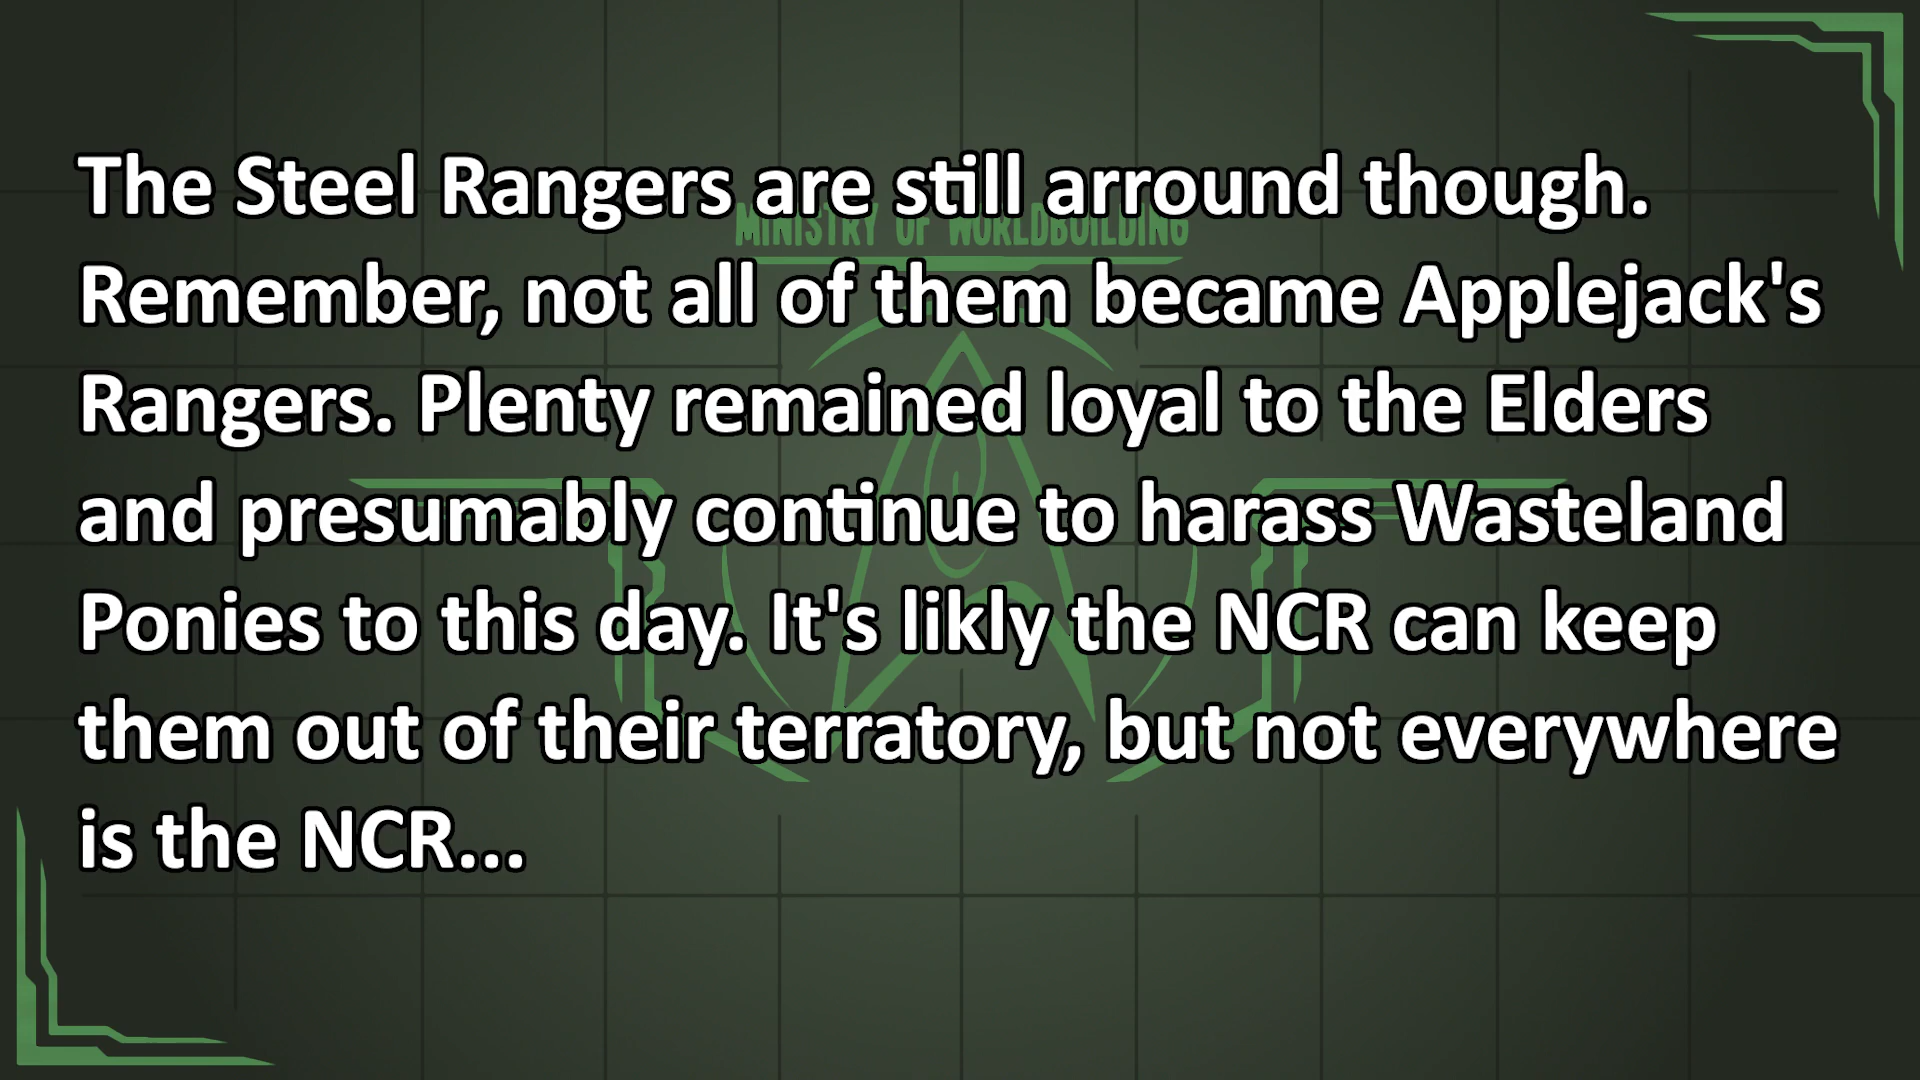 The Steel Rangers are still arround though.
MINISTRY OF WORLDBUILDING
Remember, not all of them became Applejack's
Rangers. Plenty remained loyal to the Elders
and presumably continue to harass Wasteland
Ponies to this day. It's likly the NCR can keep
them out of their terratory, but not everywhere
is the NCR...